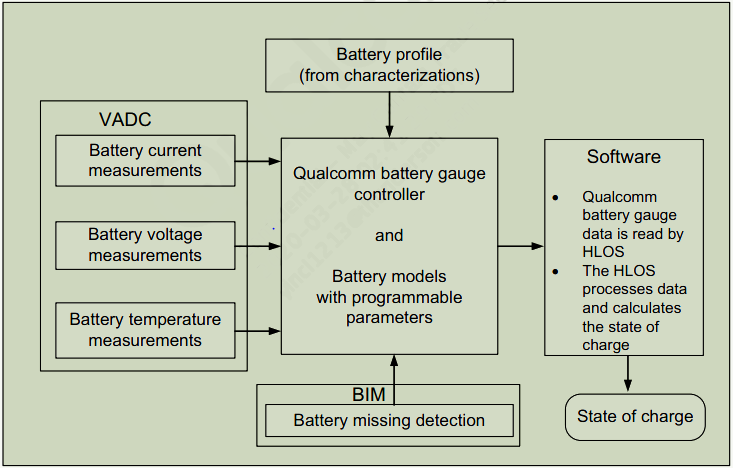 Battery profile
(from characterizations)
VADC
Battery current
measurements
Battery voltage
measurements
Battery temperature
measurements
Qualcomm battery gauge
controller
and
Battery models
with programmable
parameters
BIM
Battery missing detection
Software
• Qualcomm
battery gauge
data is read by
HLOS
• The HLOS
processes data
and calculates
the state of
charge
State of charge